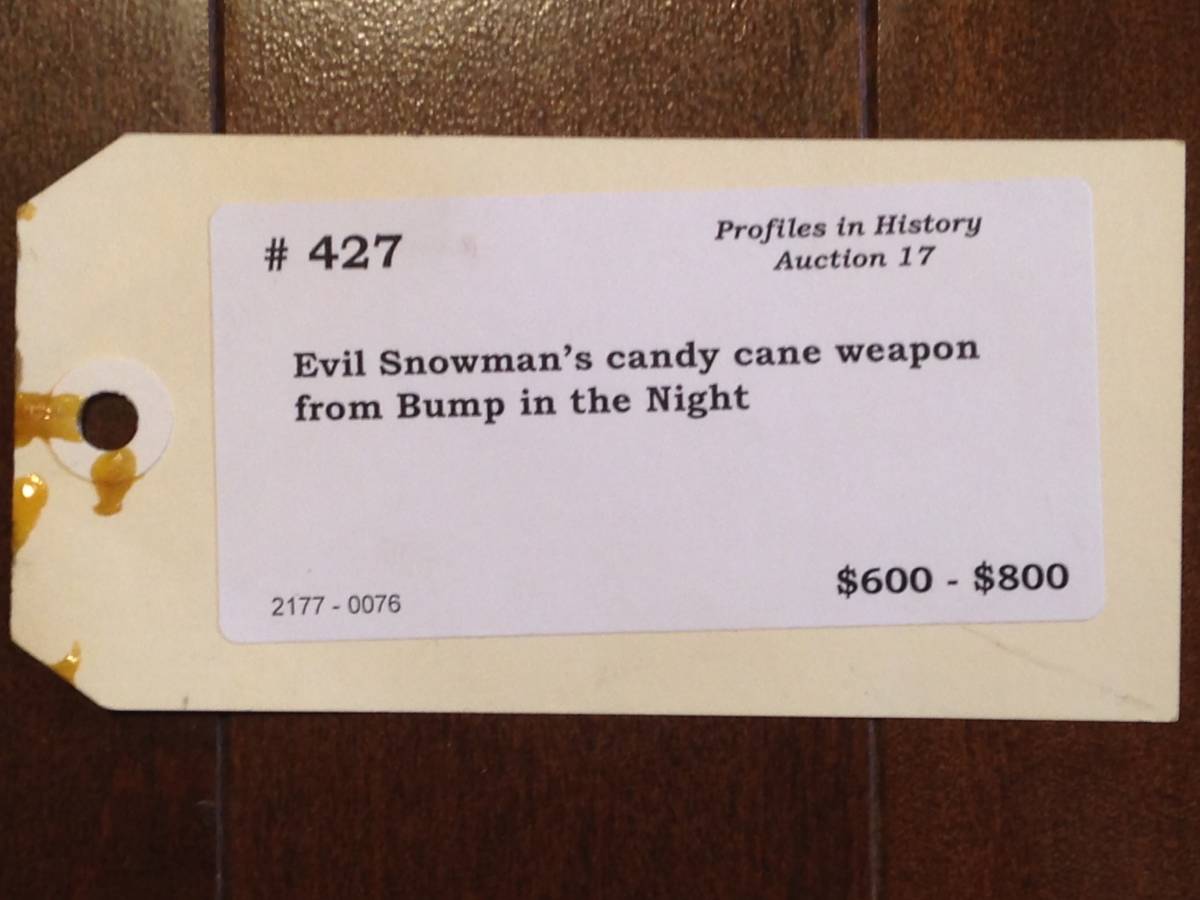 # 427
Profiles in History
Auction 17
Evil Snowman’s candy cane weapon
from Bump in the Night
2177 - 0076
$600 - $800